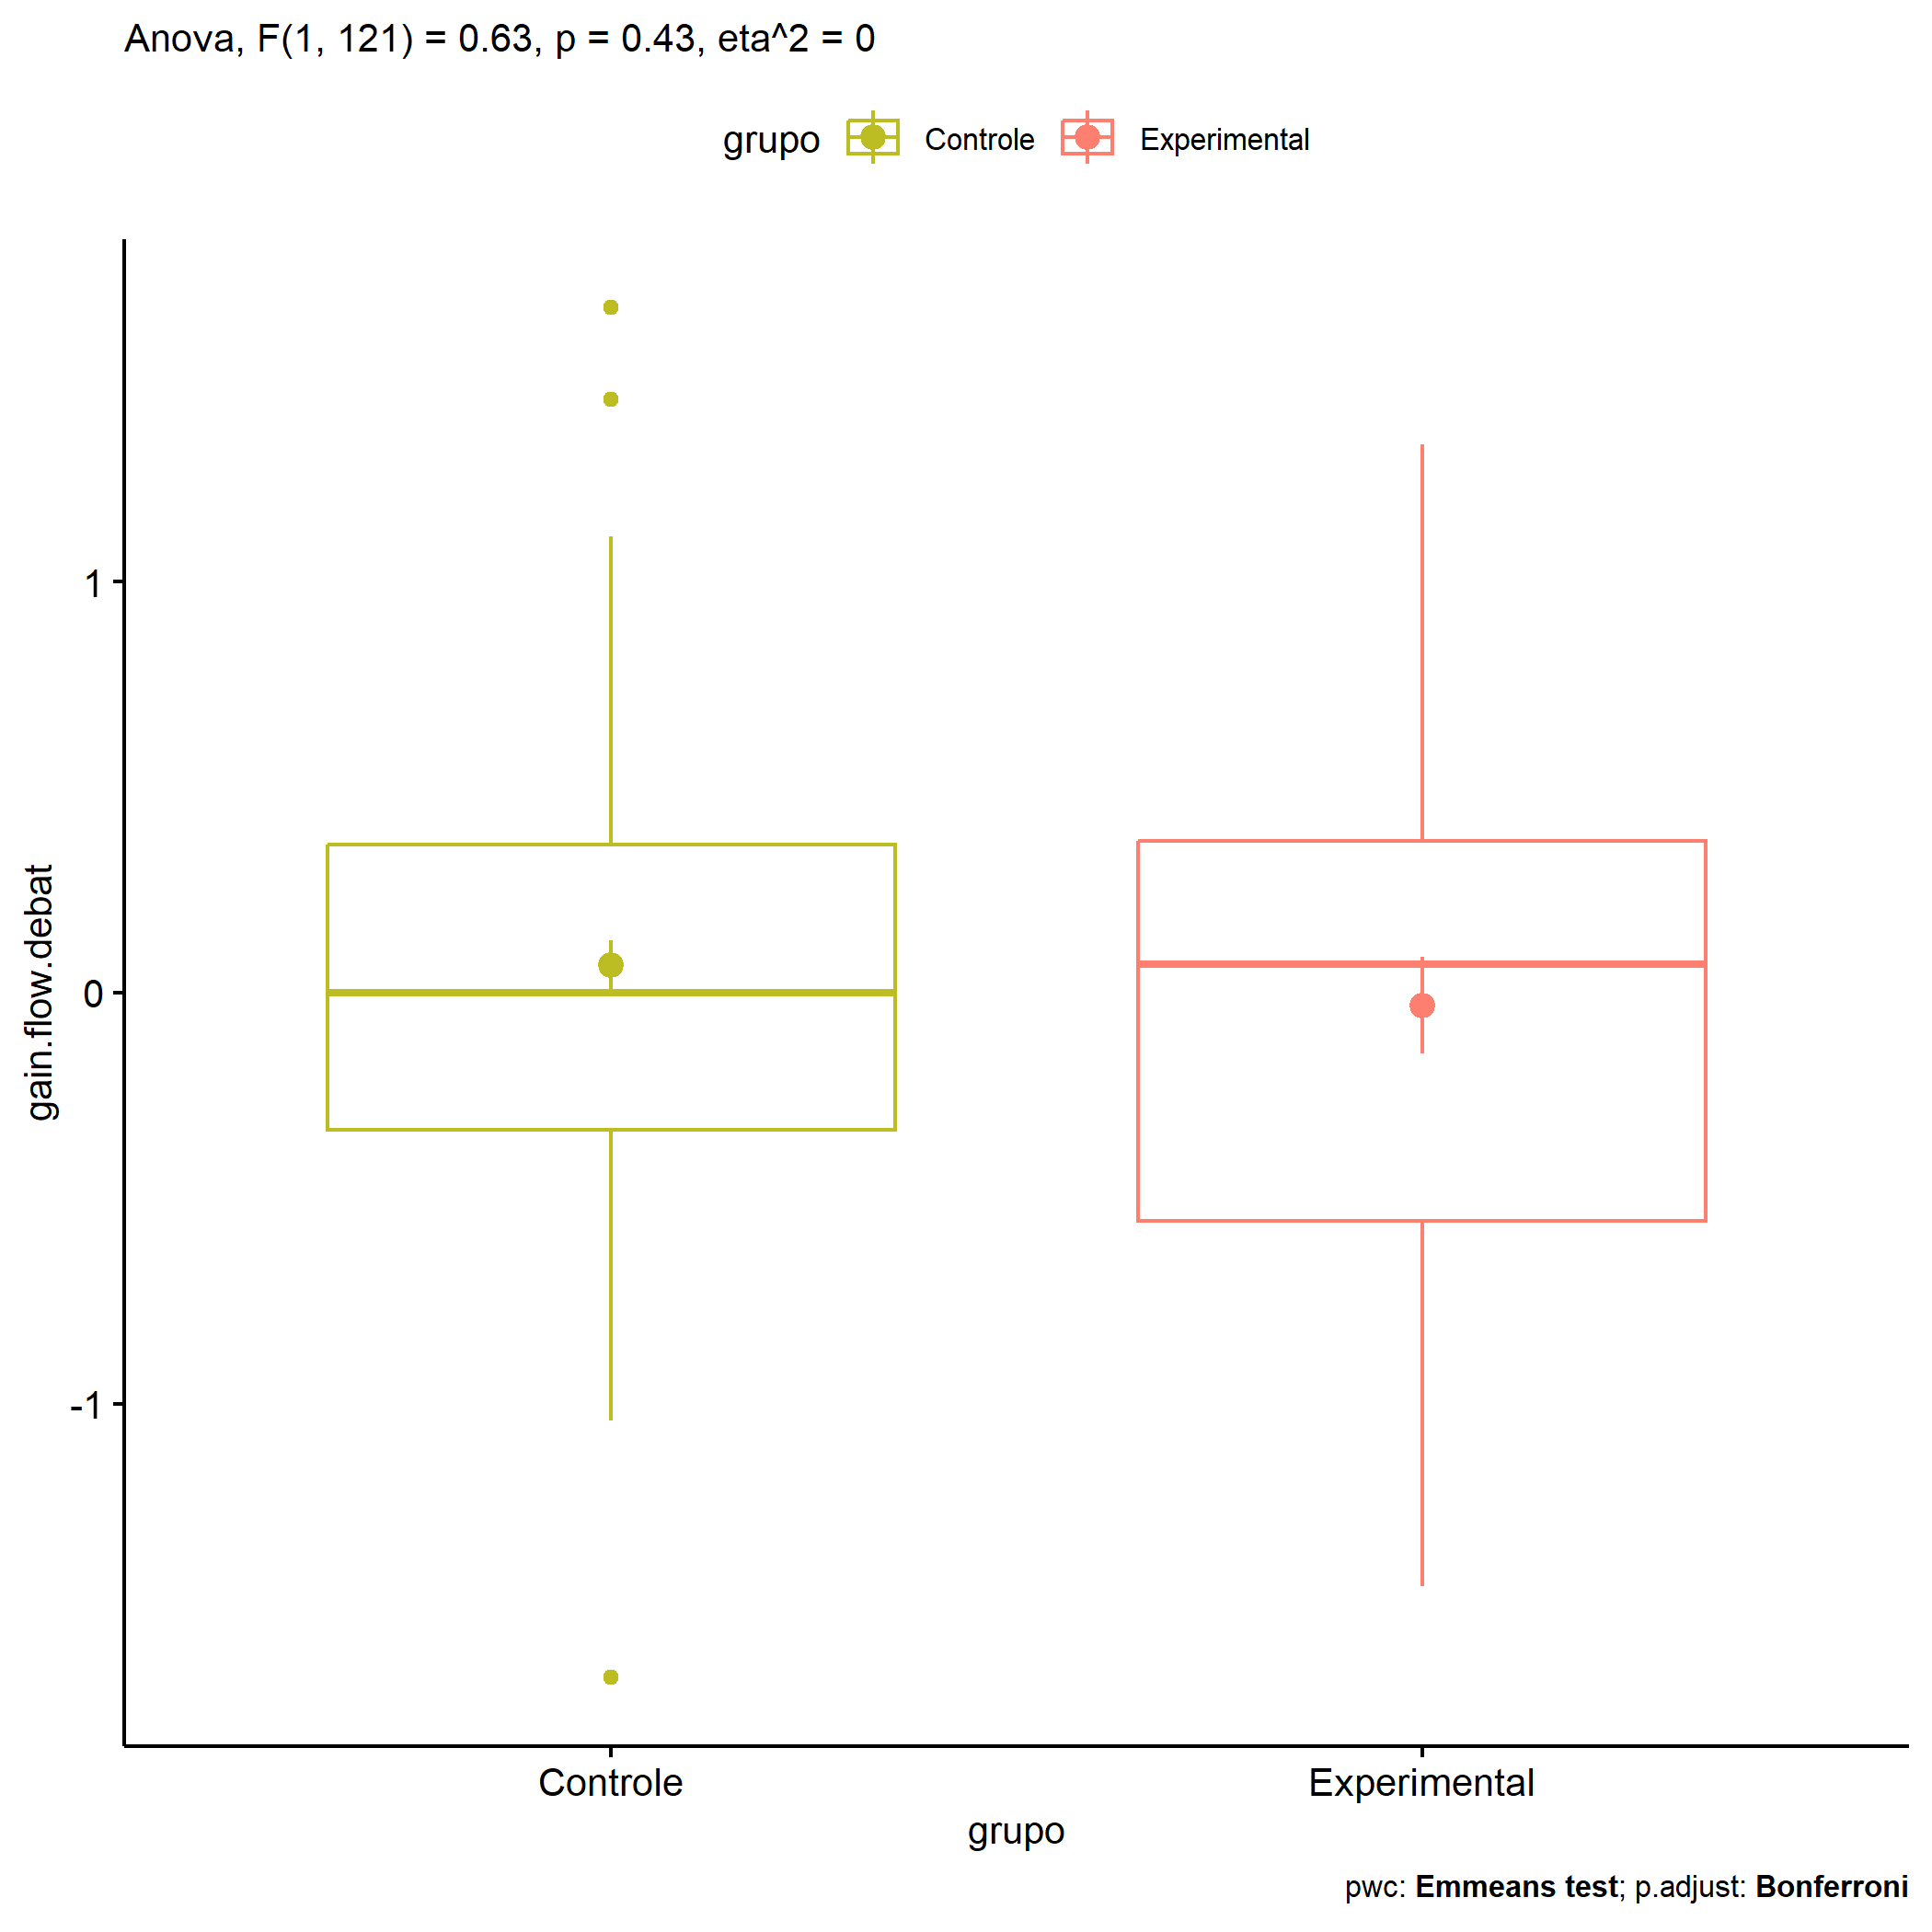 Anova, F(1, 121) = 0.63, p = 0.43, eta^2 = 0
grupo Controle Experimental
gain.flow.debat
1
0
-1
Controle Experimental
grupo
pwc: Emmeans test; p.adjust: Bonferroni